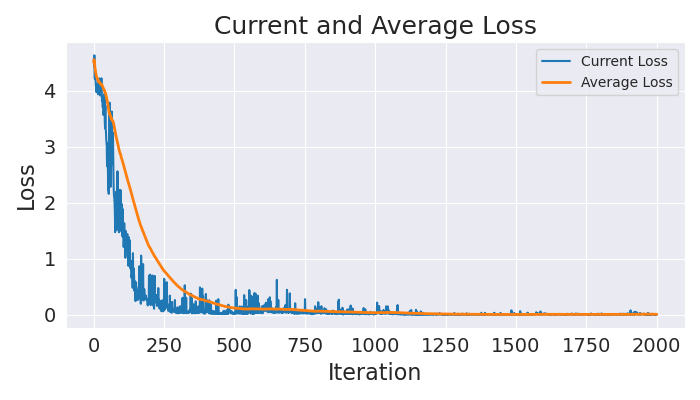 Current and Average Loss
Current Loss
Average Loss
Loss
4
3
2
1
0
0 250 500 750 1000 1250 1500 1750 2000
Iteration